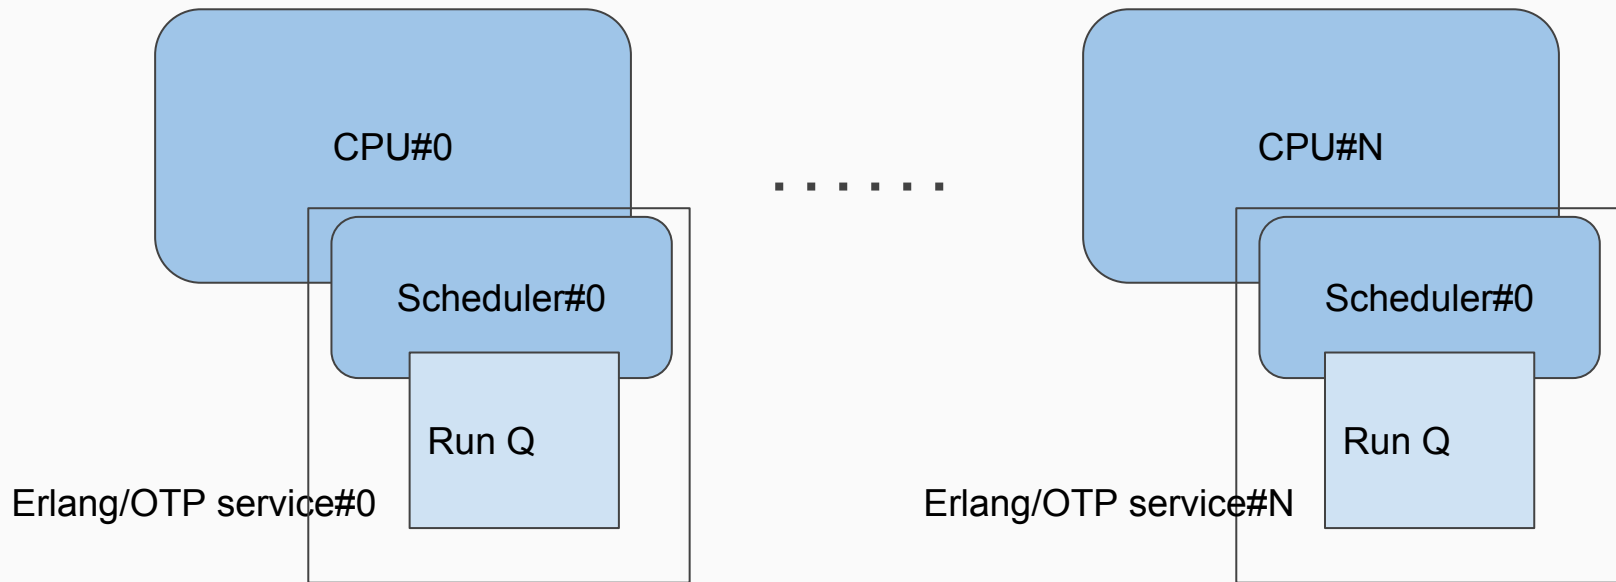 CPU#0
CPU#N
Scheduler#0
Scheduler#0
Run Q
Run Q
Erlang/OTP service#0
Erlang/OTP service#N